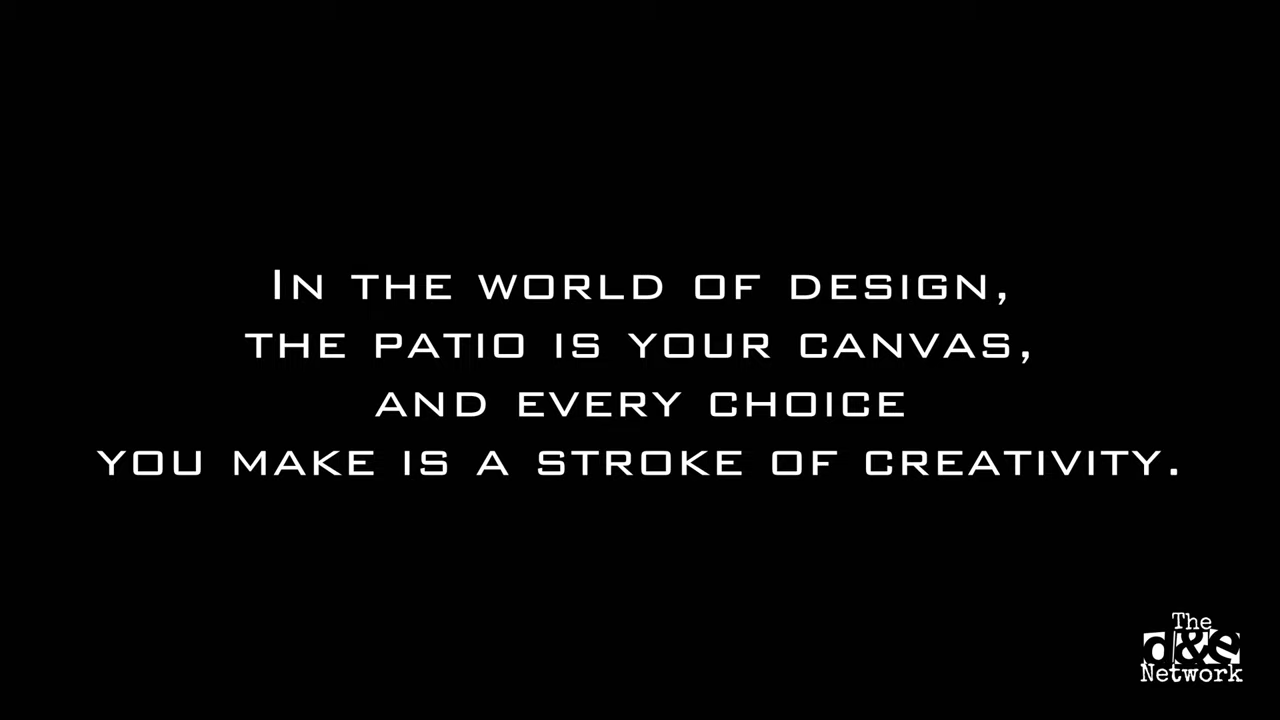 In the world of design,
the patio is your canvas,
and every choice
you make is a stroke of creativity.
The
d&e
Network